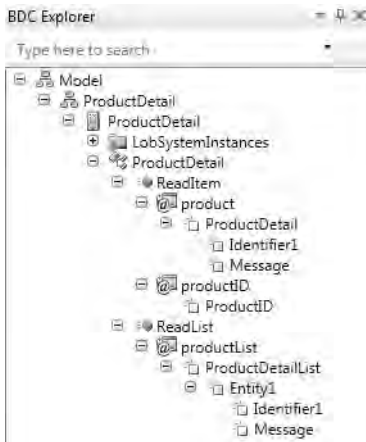 BDC Explorer
Type here to search
Model
ProductDetail
ProductDetail
LobSystemInstances
ProductDetail
ReadItem
product
ProductDetail
Identifier1
Message
productID
ProductID
ReadList
productList
ProductDetailList
Entity1
Identifier1
Message